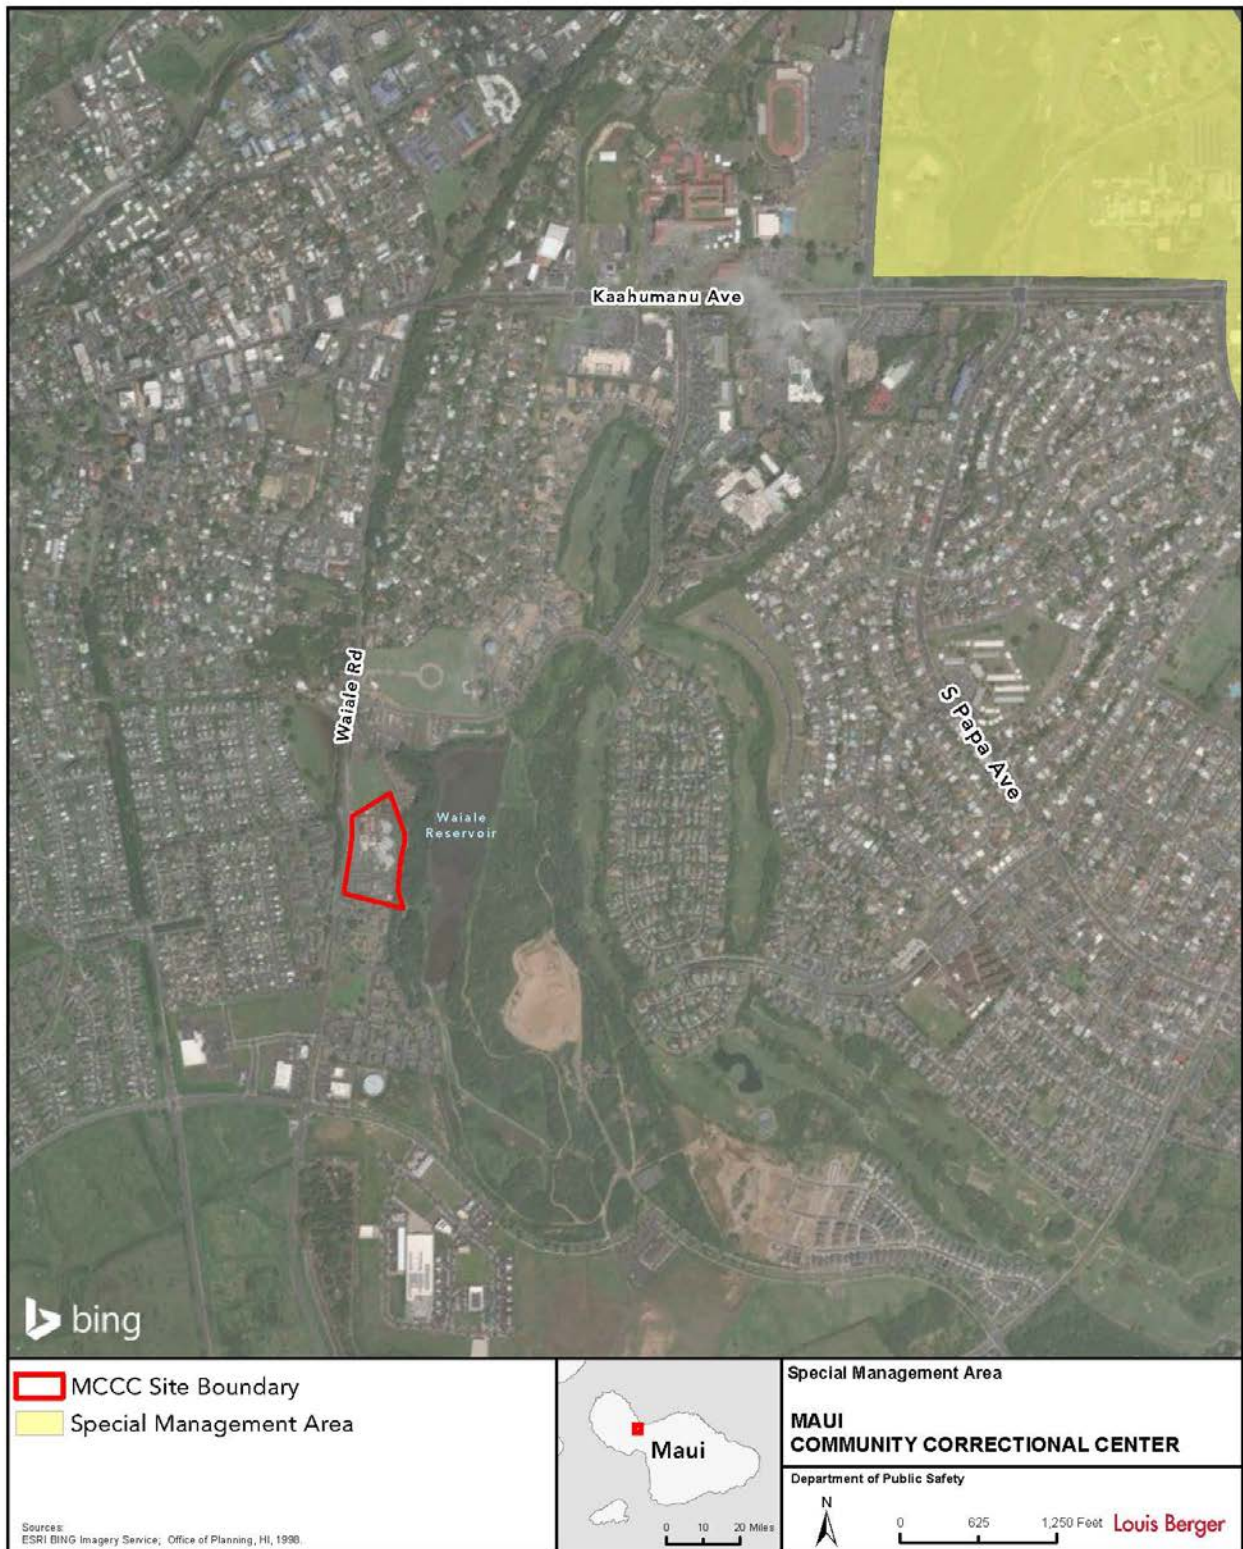 Kaahumanu Ave
Waiale Rd
S Papa Ave
Waiale
Reservoir
bing
MCCC Site Boundary
Special Management Area
Sources:
ESRI BING Imagery Service; Office of Planning, HI, 1998.
Maui
0 10 20 Miles
Special Management Area
MAUI
COMMUNITY CORRECTIONAL CENTER
Department of Public Safety
N
0 625 1,250 Feet
Louis Berger